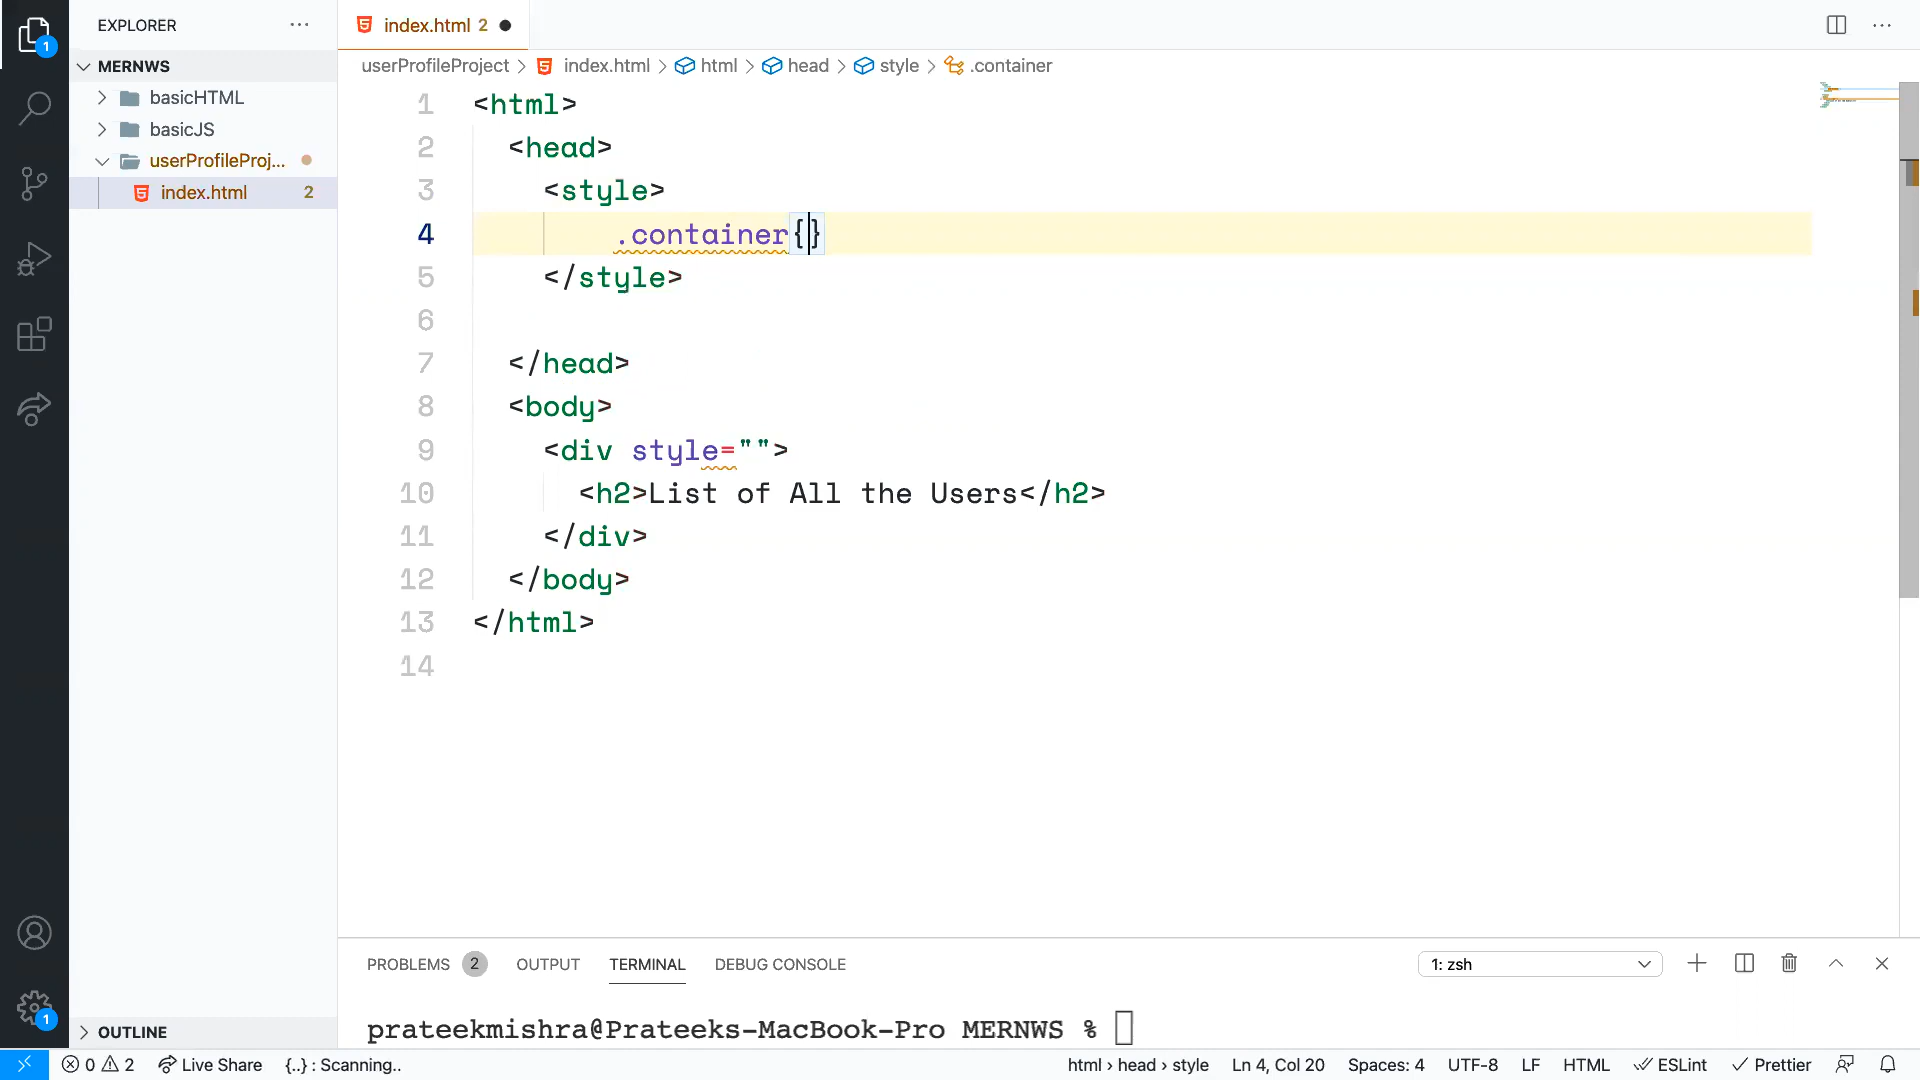 EXPLORER
1
MERNWS
basicHTML
basicJS
userProfileProj...
index.html 2
OUTLINE
1
index.html 2
userProfileProject > index.html > html > head > style > .container
1 <html>
2 <head>
3 <style>
4 .container{}
5 </style>
6
7 </head>
8 <body>
9 <div style="">
10 <h2>List of All the Users</h2>
11 </div>
12 </body>
13 </html>
14
PROBLEMS 2 OUTPUT TERMINAL DEBUG CONSOLE 1: zsh
prateekmishra@Prateeks-MacBook-Pro MERNWS %
0 2 Live Share {..} : Scanning.. html › head › style Ln 4, Col 20 Spaces: 4 UTF-8 LF HTML ESLint Prettier